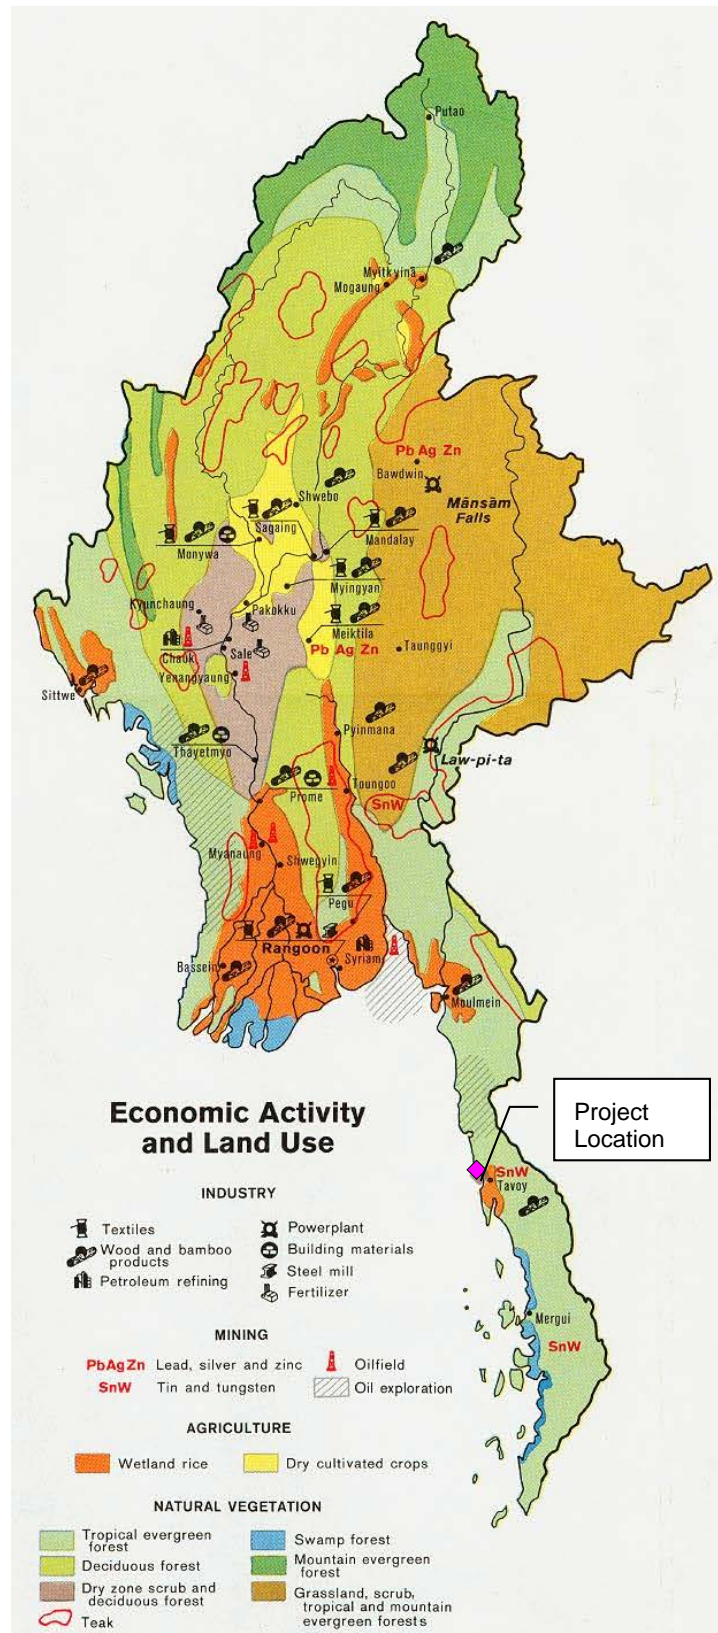 Putao
Myitkyinā
Mogaung
Pb Ag Zn
Bawdwin
Mānsām
Falls
Shwebo
Sagaing
Monywa
Mandalay
Myingyan
Kyunchaung
Pakokku
Meiktila
Pb Ag Zn
Chauk
Sale
Taunggyi
Yenangyaung
Sittwe
Pyinmana
Thayetmyo
Law-pi-ta
Prome
Toungoo
SnW
Myanaung
Shwegyin
Pegu
Rangoon
Syriam
Bassein
Moulmein
Economic Activity
and Land Use
Project
Location
SnW
Tavoy
INDUSTRY
Textiles
Powerplant
Wood and bamboo
products
Building materials
Petroleum refining
Steel mill
Fertilizer
Mergui
SnW
MINING
PbAgZn Lead, silver and zinc
Oilfield
SnW Tin and tungsten
Oil exploration
AGRICULTURE
Wetland rice
Dry cultivated crops
NATURAL VEGETATION
Tropical evergreen
forest
Swamp forest
Deciduous forest
Mountain evergreen
forest
Dry zone scrub and
deciduous forest
Grassland, scrub,
tropical and mountain
evergreen forests
Teak